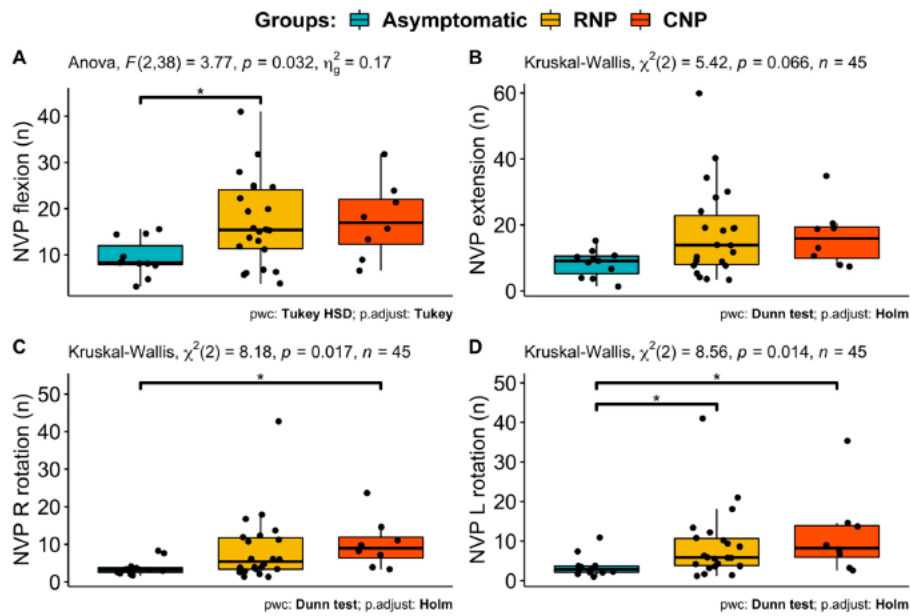 Groups: Asymptomatic RNP CNP
A
Anova, F(2,38) = 3.77, p = 0.032, η²g = 0.17
NVP flexion (n)
40
30
20
10
*
pwc: Tukey HSD; p.adjust: Tukey
B
Kruskal-Wallis, χ²(2) = 5.42, p = 0.066, n = 45
NVP extension (n)
60
40
20
0
pwc: Dunn test; p.adjust: Holm
C
Kruskal-Wallis, χ²(2) = 8.18, p = 0.017, n = 45
NVP R rotation (n)
50
40
30
20
10
0
*
pwc: Dunn test; p.adjust: Holm
D
Kruskal-Wallis, χ²(2) = 8.56, p = 0.014, n = 45
NVP L rotation (n)
50
40
30
20
10
0
*
*
pwc: Dunn test; p.adjust: Holm